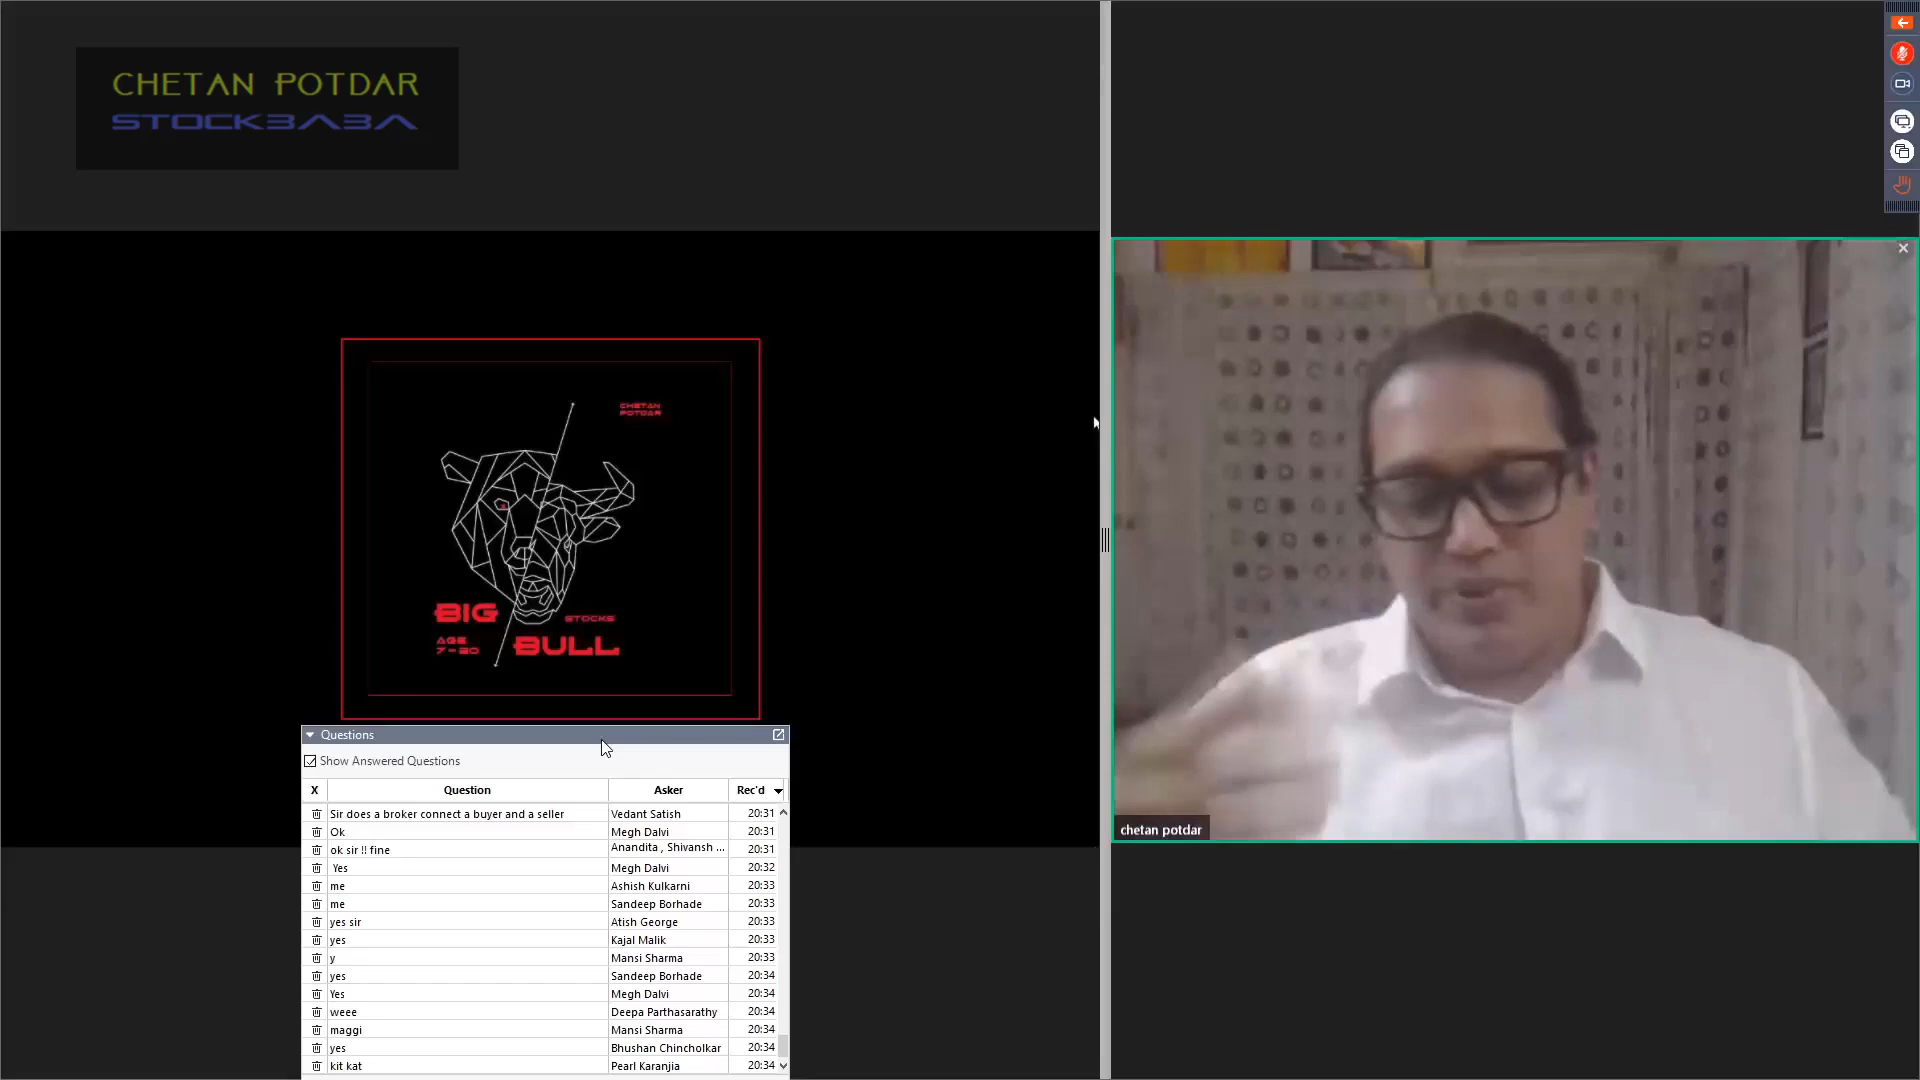 CHETAN POTDAR
STOCKBABA
CHETAN
POTDAR
BIG
STOCKS
AGE
7-20
BULL
Questions
Show Answered Questions
X Question Asker Rec'd
Sir does a broker connect a buyer and a seller Vedant Satish 20:31
Ok Megh Dalvi 20:31
ok sir !! fine Anandita , Shivansh ... 20:31
Yes Megh Dalvi 20:32
me Ashish Kulkarni 20:33
me Sandeep Borhade 20:33
yes sir Atish George 20:33
yes Kajal Malik 20:33
y Mansi Sharma 20:33
yes Sandeep Borhade 20:34
Yes Megh Dalvi 20:34
weee Deepa Parthasarathy 20:34
maggi Mansi Sharma 20:34
yes Bhushan Chincholkar 20:34
kit kat Pearl Karanjia 20:34
chetan potdar